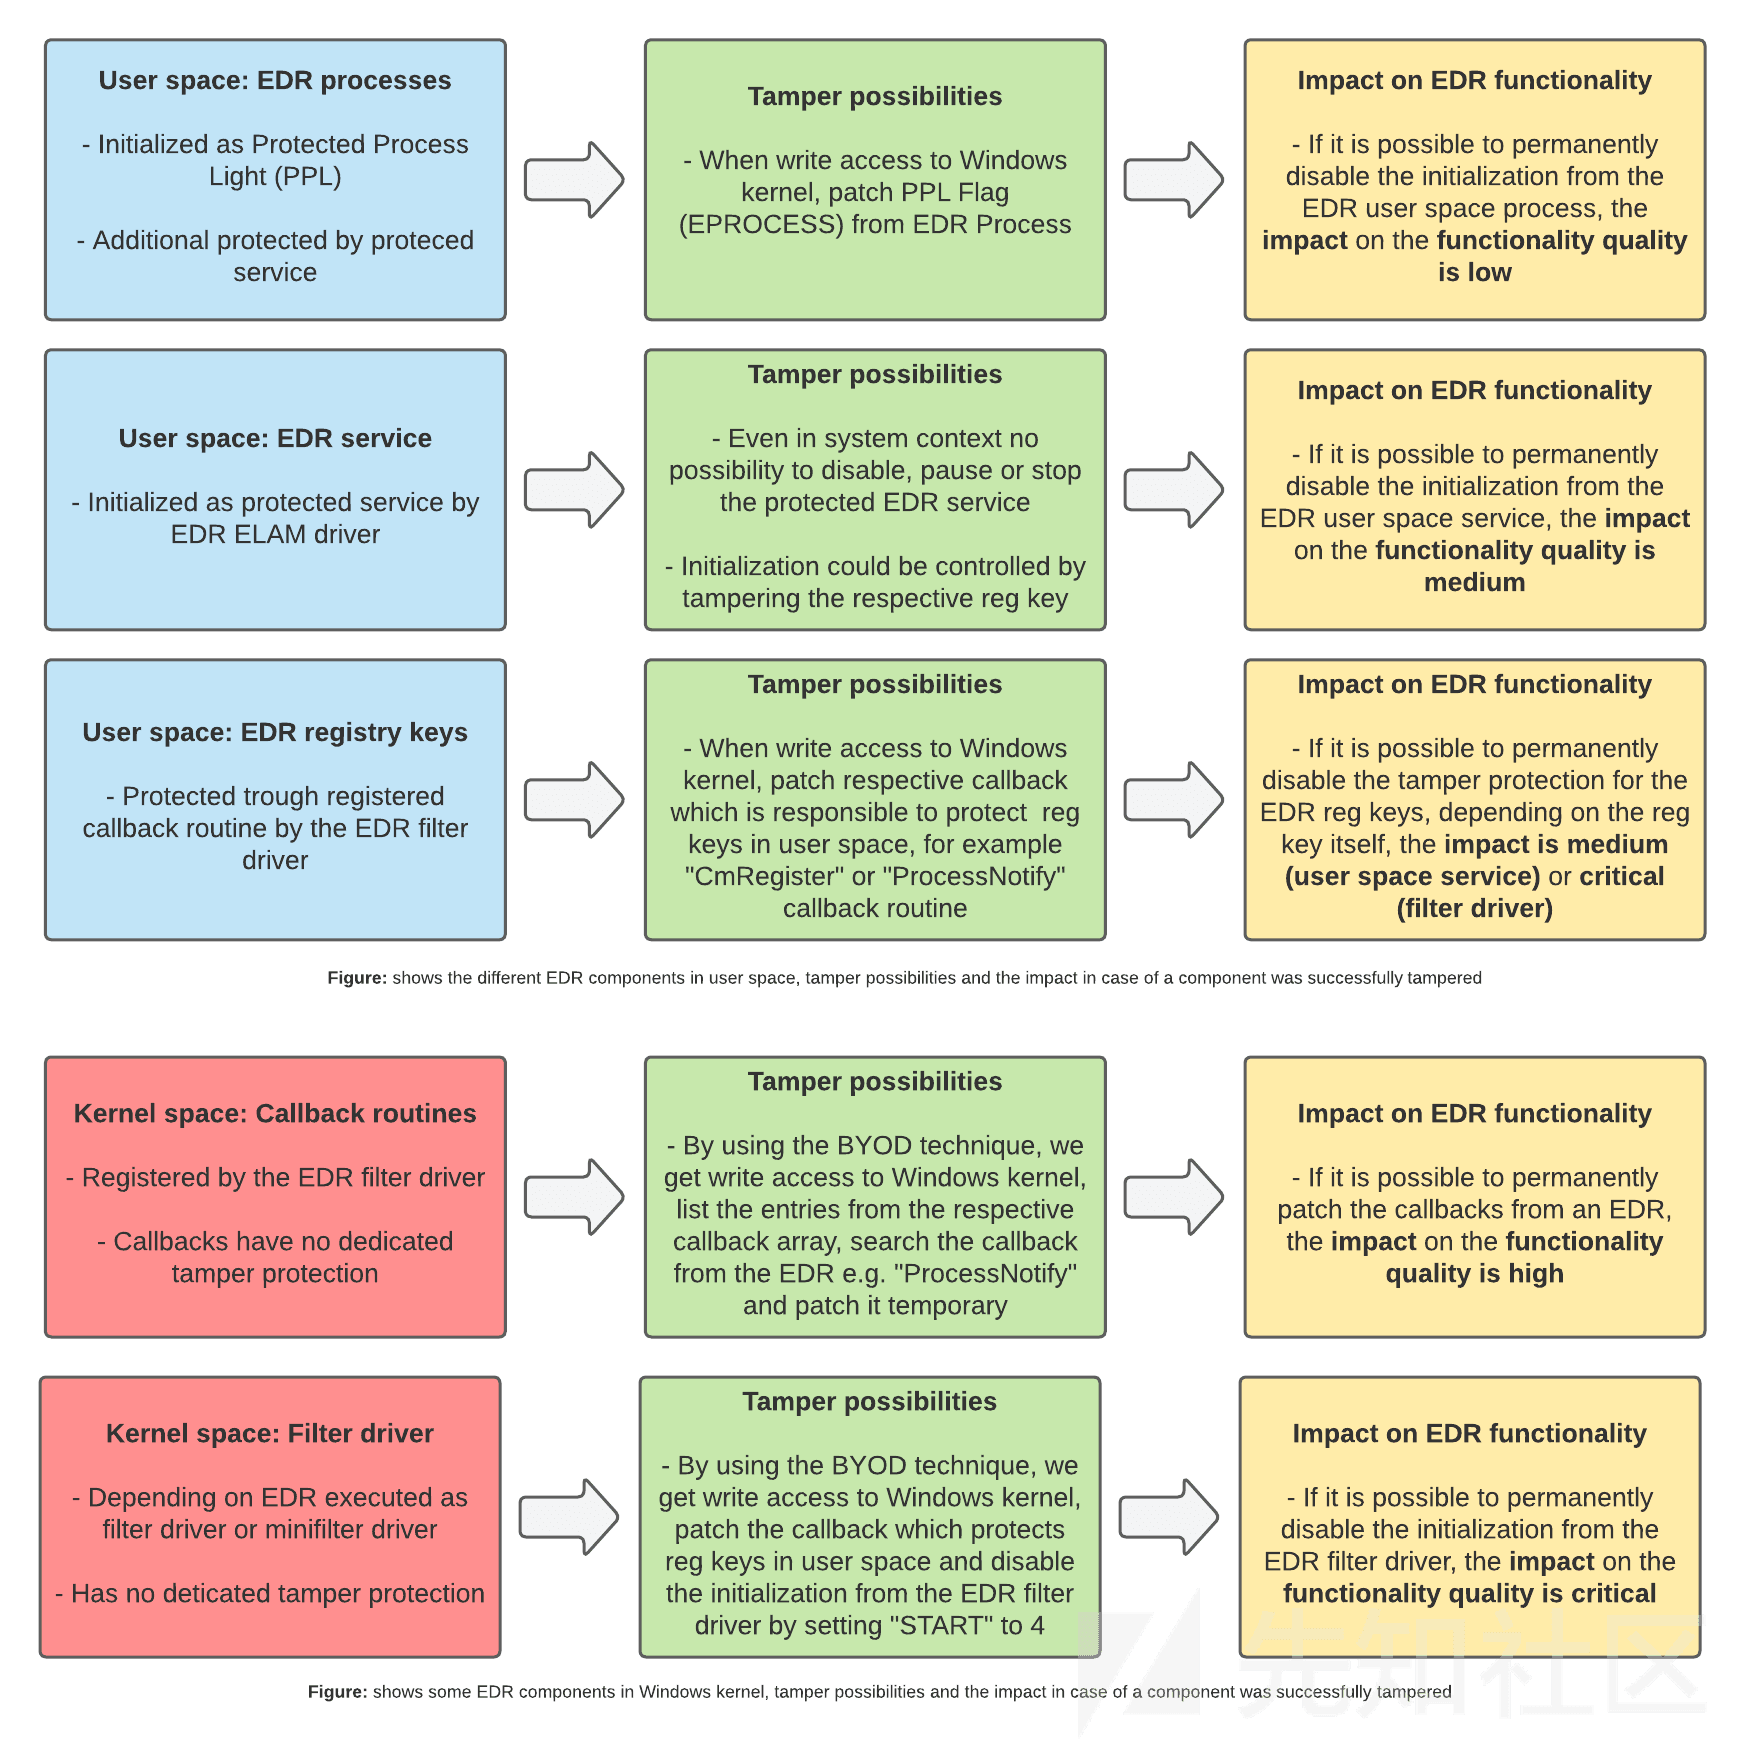 User space: EDR processes
- Initialized as Protected Process
Light (PPL)
- Additional protected by proteced
service
Tamper possibilities
- When write access to Windows
kernel, patch PPL Flag
(EPROCESS) from EDR Process
Impact on EDR functionality
- If it is possible to permanently
disable the initialization from the
EDR user space process, the
impact on the functionality quality
is low
User space: EDR service
- Initialized as protected service by
EDR ELAM driver
Tamper possibilities
- Even in system context no
possibility to disable, pause or stop
the protected EDR service
- Initialization could be controlled by
tampering the respective reg key
Impact on EDR functionality
- If it is possible to permanently
disable the initialization from the
EDR user space service, the impact
on the functionality quality is
medium
User space: EDR registry keys
- Protected trough registered
callback routine by the EDR filter
driver
Tamper possibilities
- When write access to Windows
kernel, patch respective callback
which is responsible to protect  reg
keys in user space, for example
"CmRegister" or "ProcessNotify"
callback routine
Impact on EDR functionality
- If it is possible to permanently
disable the tamper protection for the
EDR reg keys, depending on the reg
key itself, the impact is medium
(user space service) or critical
(filter driver)
Figure: shows the different EDR components in user space, tamper possibilities and the impact in case of a component was successfully tampered
Kernel space: Callback routines
- Registered by the EDR filter driver
- Callbacks have no dedicated
tamper protection
Tamper possibilities
- By using the BYOD technique, we
get write access to Windows kernel,
list the entries from the respective
callback array, search the callback
from the EDR e.g. "ProcessNotify"
and patch it temporary
Impact on EDR functionality
- If it is possible to permanently
patch the callbacks from an EDR,
the impact on the functionality
quality is high
Kernel space: Filter driver
- Depending on EDR executed as
filter driver or minifilter driver
- Has no deticated tamper protection
Tamper possibilities
- By using the BYOD technique, we
get write access to Windows kernel,
patch the callback which protects
reg keys in user space and disable
the initialization from the EDR filter
driver by setting "START" to 4
Impact on EDR functionality
- If it is possible to permanently
disable the initialization from the
EDR filter driver, the impact on the
functionality quality is critical
Figure: shows some EDR components in Windows kernel, tamper possibilities and the impact in case of a component was successfully tampered
先知社区